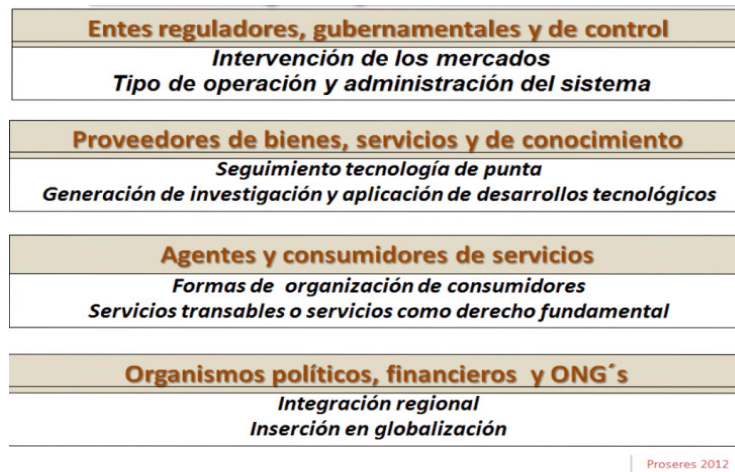 Entes reguladores, gubernamentales y de control
Intervención de los mercados
Tipo de operación y administración del sistema
Proveedores de bienes, servicios y de conocimiento
Seguimiento tecnología de punta
Generación de investigación y aplicación de desarrollos tecnológicos
Agentes y consumidores de servicios
Formas de organización de consumidores
Servicios transables o servicios como derecho fundamental
Organismos políticos, financieros y ONG´s
Integración regional
Inserción en globalización
Proseres 2012